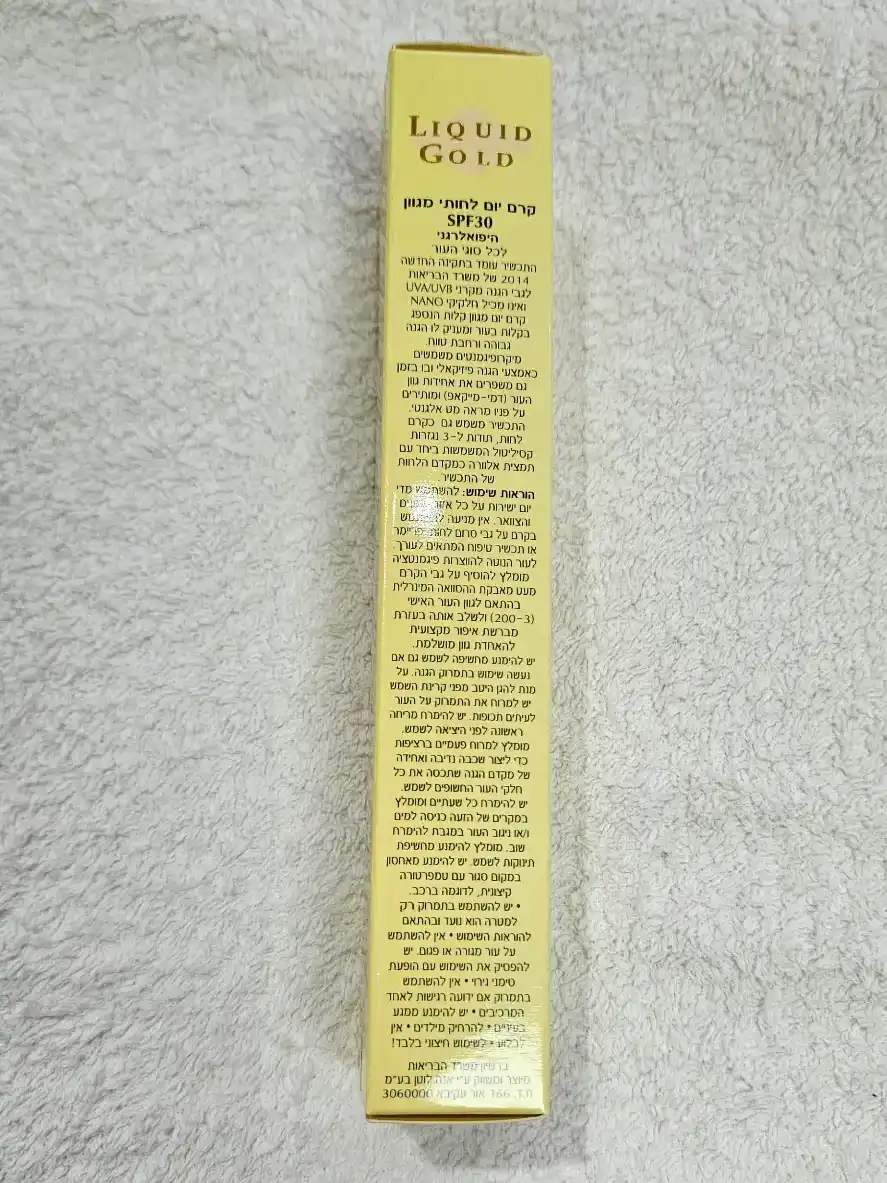 LIQUID
GOLD
קרם יום לחותי מגוון
SPF30
היפואלרגני
לכל סוגי העור
התכשיר עומד בתקינה החדשה
2014 של משרד הבריאות
לגבי הגנה מקרני UVA/UVB
ואינו מכיל חלקיקי NANO
קרם יום מגוון קלות הנספג
בקלות בעור ומעניק לו הגנה
גבוהה ורחבת טווח.
מיקרופיגמנטים משמשים
כאמצעי הגנה פיזיקאלי ובו בזמן
גם משפרים את אחידות גוון
העור (דמי-מייקאפ) ומותירים
על פניו מראה מט אלגנטי.
התכשיר משמש גם כקרם
לחות, תודות ל-3 נגזרות
קסיליטול המשמשות ביחד עם
תמצית אלוורה כמקדם הלחות
של התכשיר.
הוראות שימוש: להשתמש מדי
יום ישירות על כל אזור הפנים
והצוואר. אין מניעה להשתמש
בקרם על גבי סרום לחות, פריימר
או תכשיר טיפוח המתאים לעורך.
לעור הנוטה להווצרות פיגמנטציה
מומלץ להוסיף על גבי הקרם
מעט מאבקת ההסוואה המינרלית
בהתאם לגוון העור האישי
(200-3) ולשלב אותה בעזרת
מברשת איפור מקצועית
להאחדת גוון מושלמת.
יש להימנע מחשיפה לשמש גם אם
נעשה שימוש בתמרוק הגנה. על
מנת להגן היטב מפני קרינת השמש
יש למרוח את התמרוק על העור
לעיתים תכופות. יש להימרח מריחה
ראשונה לפני היציאה לשמש.
מומלץ למרוח פעמיים ברציפות
כדי ליצור שכבה נדיבה ואחידה
של מקדם הגנה שתכסה את כל
חלקי העור החשופים לשמש.
יש להימרח כל שעתיים ומומלץ
במקרים של הזעה כניסה למים
ו/או ניגוב העור במגבת להימרח
שוב. מומלץ להימנע מחשיפת
תינוקות לשמש. יש להימנע מאחסון
במקום סגור עם טמפרטורה
קיצונית, לדוגמה ברכב.
• יש להשתמש בתמרוק רק
למטרה הוא נועד ובהתאם
להוראות השימוש • אין להשתמש
על עור מגורה או פגום. יש
להפסיק את השימוש עם הופעת
סימני גירוי • אין להשתמש
בתמרוק אם ידועה רגישות לאחד
המרכיבים • יש להימנע ממגע
בעיניים • להרחיק מילדים • אין
לבלוע • לשימוש חיצוני בלבד!
ברשיון משרד הבריאות
מיוצר ומשווק ע״י אנה לוטן בע״מ
ת.ד. 166 אור עקיבא 3060000